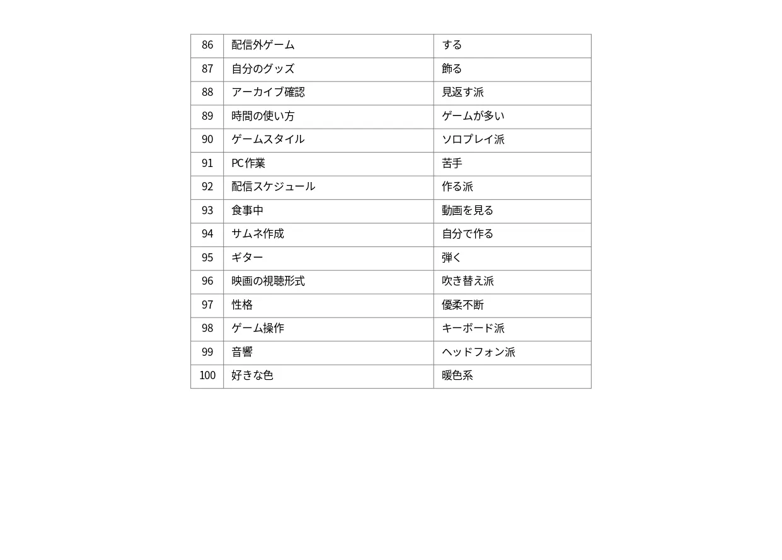 86 配信外ゲーム する
87 自分のグッズ 飾る
88 アーカイブ確認 見返す派
89 時間の使い方 ゲームが多い
90 ゲームスタイル ソロプレイ派
91 PC作業 苦手
92 配信スケジュール 作る派
93 食事中 動画を見る
94 サムネ作成 自分で作る
95 ギター 弾く
96 映画の視聴形式 吹き替え派
97 性格 優柔不断
98 ゲーム操作 キーボード派
99 音響 ヘッドフォン派
100 好きな色 暖色系